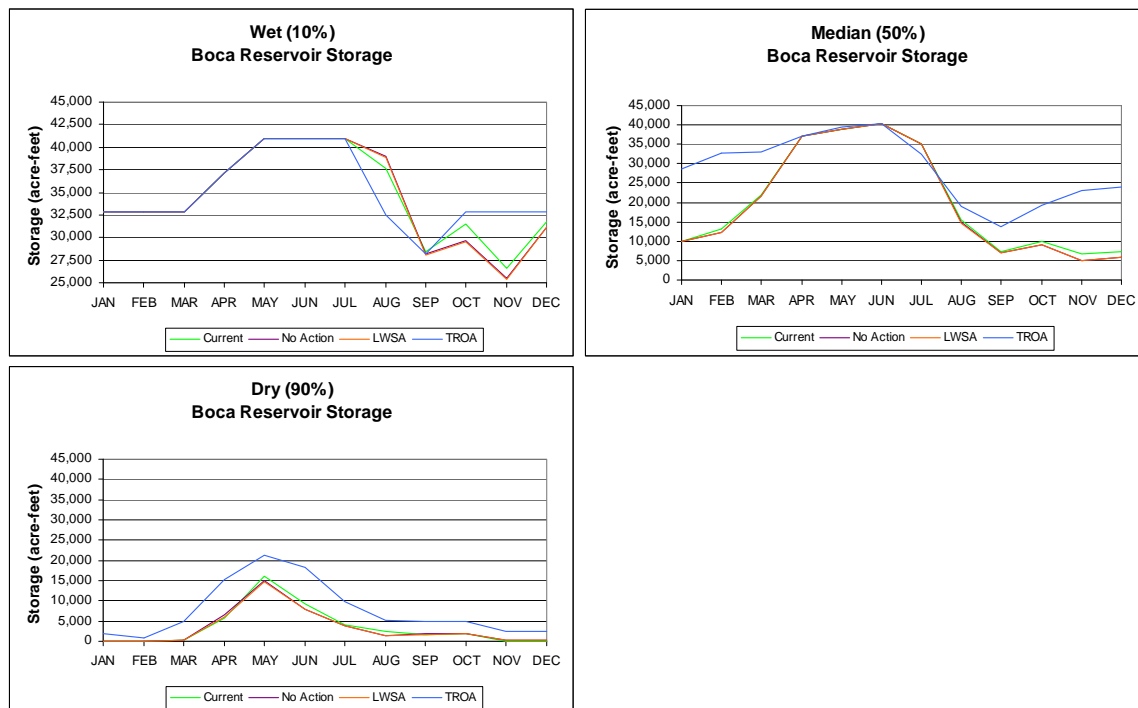 Wet (10%)
Boca Reservoir Storage
Storage (acre-feet)
45,000
42,500
40,000
37,500
35,000
32,500
30,000
27,500
25,000
JAN FEB MAR APR MAY JUN JUL AUG SEP OCT NOV DEC
Current No Action LWSA TROA
Median (50%)
Boca Reservoir Storage
Storage (acre-feet)
45,000
40,000
35,000
30,000
25,000
20,000
15,000
10,000
5,000
0
JAN FEB MAR APR MAY JUN JUL AUG SEP OCT NOV DEC
Current No Action LWSA TROA
Dry (90%)
Boca Reservoir Storage
Storage (acre-feet)
45,000
40,000
35,000
30,000
25,000
20,000
15,000
10,000
5,000
0
JAN FEB MAR APR MAY JUN JUL AUG SEP OCT NOV DEC
Current No Action LWSA TROA